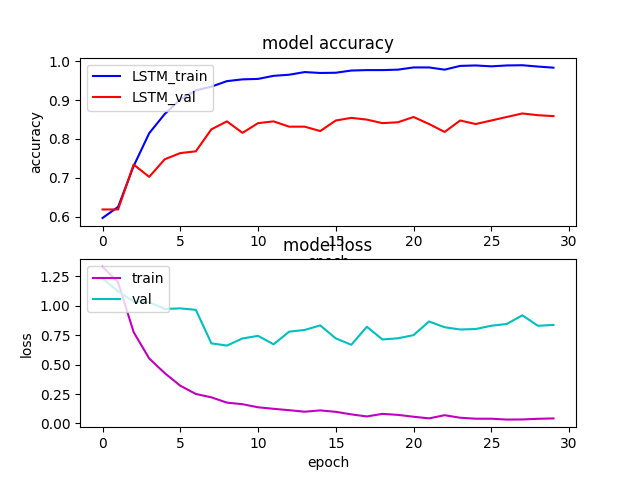 model accuracy
1.0
0.9
0.8
0.7
0.6
accuracy
LSTM_train
LSTM_val
0 5 10 15 20 25 30
epoch
model loss
1.25
1.00
0.75
0.50
0.25
0.00
loss
train
val
0 5 10 15 20 25 30
epoch